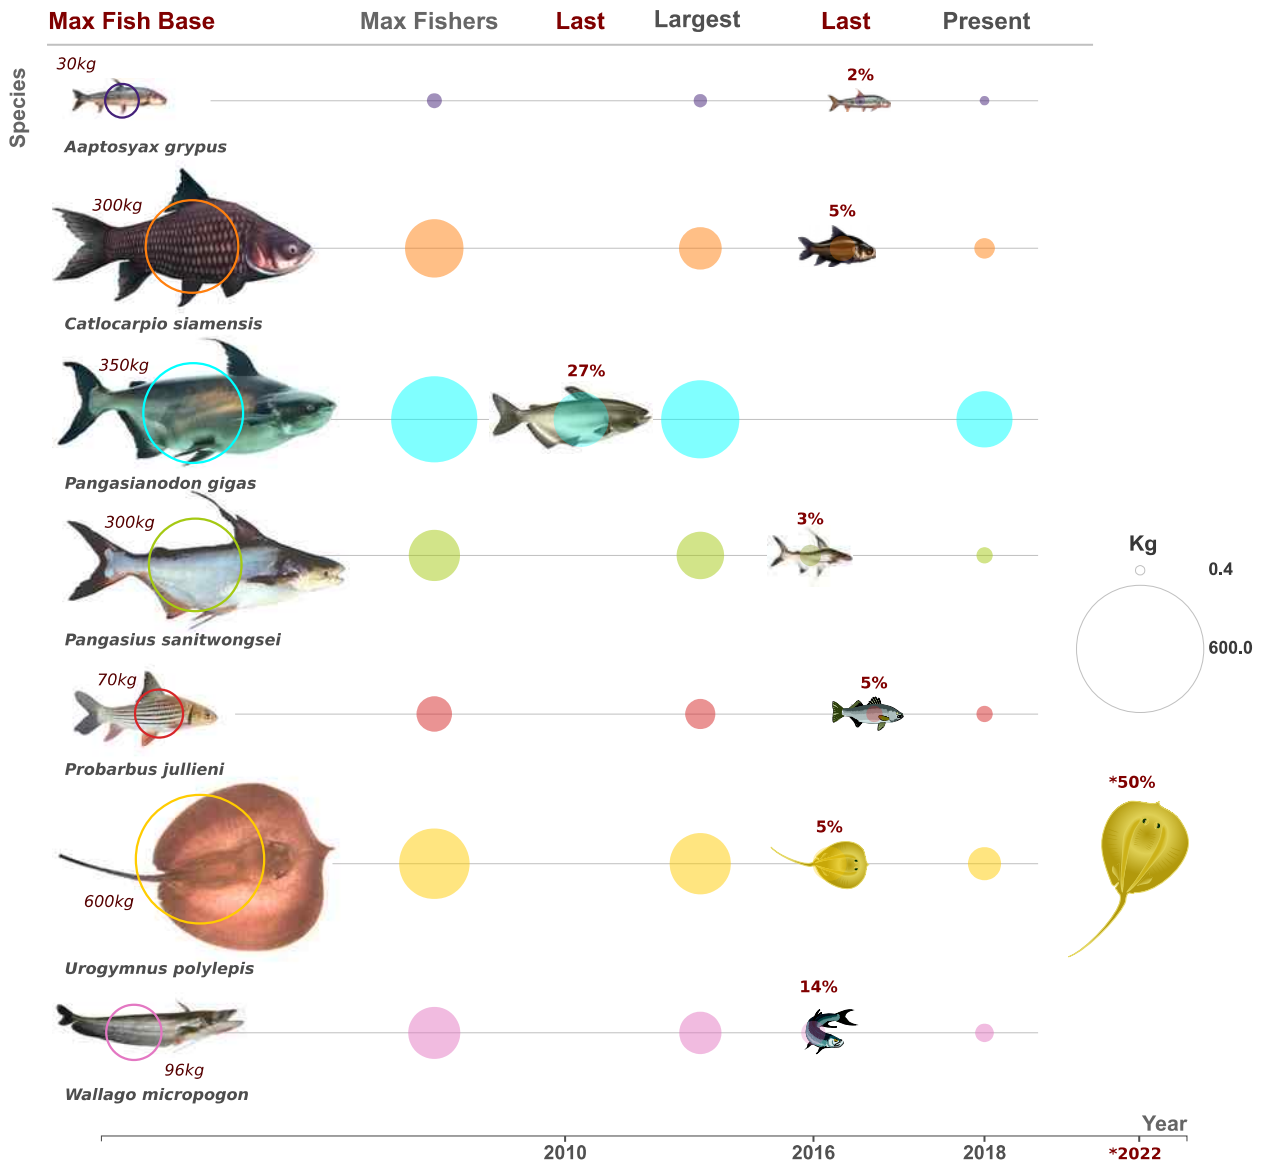 Max Fish Base Max Fishers Last Largest Last Present
Species
30kg
2%
Aaptosyax grypus
300kg
5%
Catlocarpio siamensis
350kg
27%
Pangasianodon gigas
300kg
3%
Pangasius sanitwongsei
Kg
0.4
600.0
70kg
5%
Probarbus jullieni
*50%
5%
600kg
Urogymnus polylepis
14%
96kg
Wallago micropogon
Year
2010 2016 2018 *2022